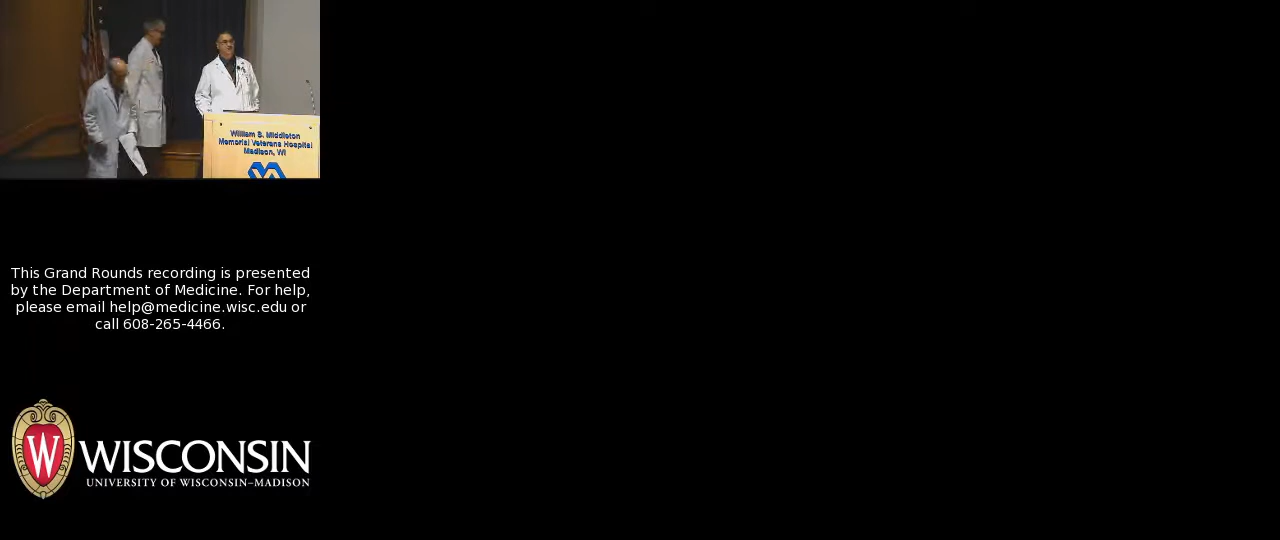 William S. Middleton
Memorial Veterans Hospital
Madison, WI
This Grand Rounds recording is presented
by the Department of Medicine. For help,
please email help@medicine.wisc.edu or
call 608-265-4466.
W
WISCONSIN
UNIVERSITY OF WISCONSIN–MADISON